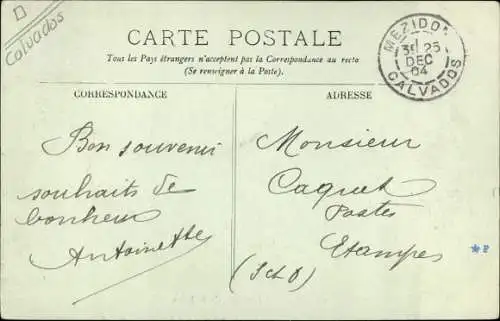 Calvados
CARTE POSTALE
Tous les Pays étrangers n'acceptent pas la Correspondance au recto
(Se renseigner à la Poste).
MEZIDON
25
DEC
04
CALVADOS
CORRESPONDANCE
Bon souvenir
souhaits de
bonheur
Antoinette
ADRESSE
Monsieur
Caquet
Postes
Etampes
(S et O)